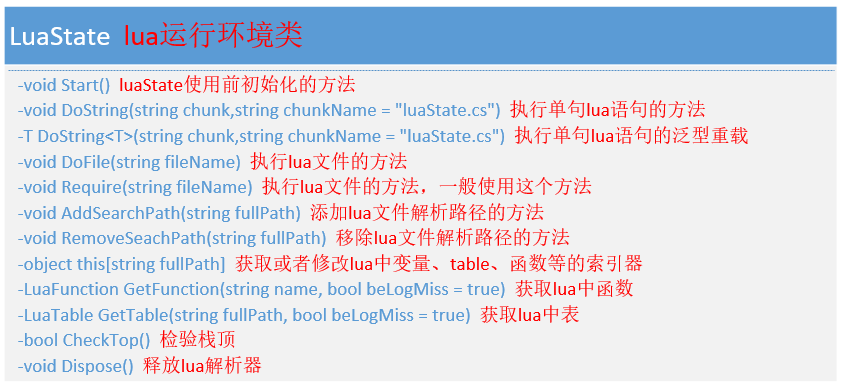 LuaState lua运行环境类
-void Start() luaState使用前初始化的方法
-void DoString(string chunk,string chunkName = "luaState.cs") 执行单句lua语句的方法
-T DoString<T>(string chunk,string chunkName = "luaState.cs") 执行单句lua语句的泛型重载
-void DoFile(string fileName) 执行lua文件的方法
-void Require(string fileName) 执行lua文件的方法，一般使用这个方法
-void AddSearchPath(string fullPath) 添加lua文件解析路径的方法
-void RemoveSeachPath(string fullPath) 移除lua文件解析路径的方法
-object this[string fullPath] 获取或者修改lua中变量、table、函数等的索引器
-LuaFunction GetFunction(string name, bool beLogMiss = true) 获取lua中函数
-LuaTable GetTable(string fullPath, bool beLogMiss = true) 获取lua中表
-bool CheckTop() 检验栈顶
-void Dispose() 释放lua解析器